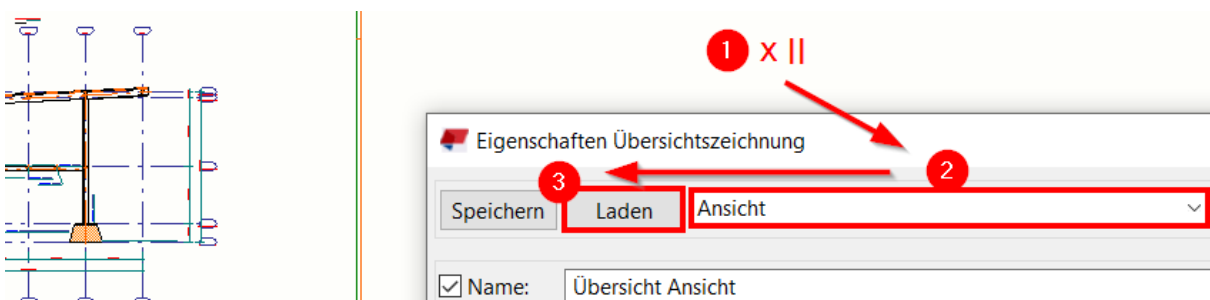 1 x ||
Eigenschaften Übersichtszeichnung
2
3
Speichern Laden Ansicht
Name: Übersicht Ansicht